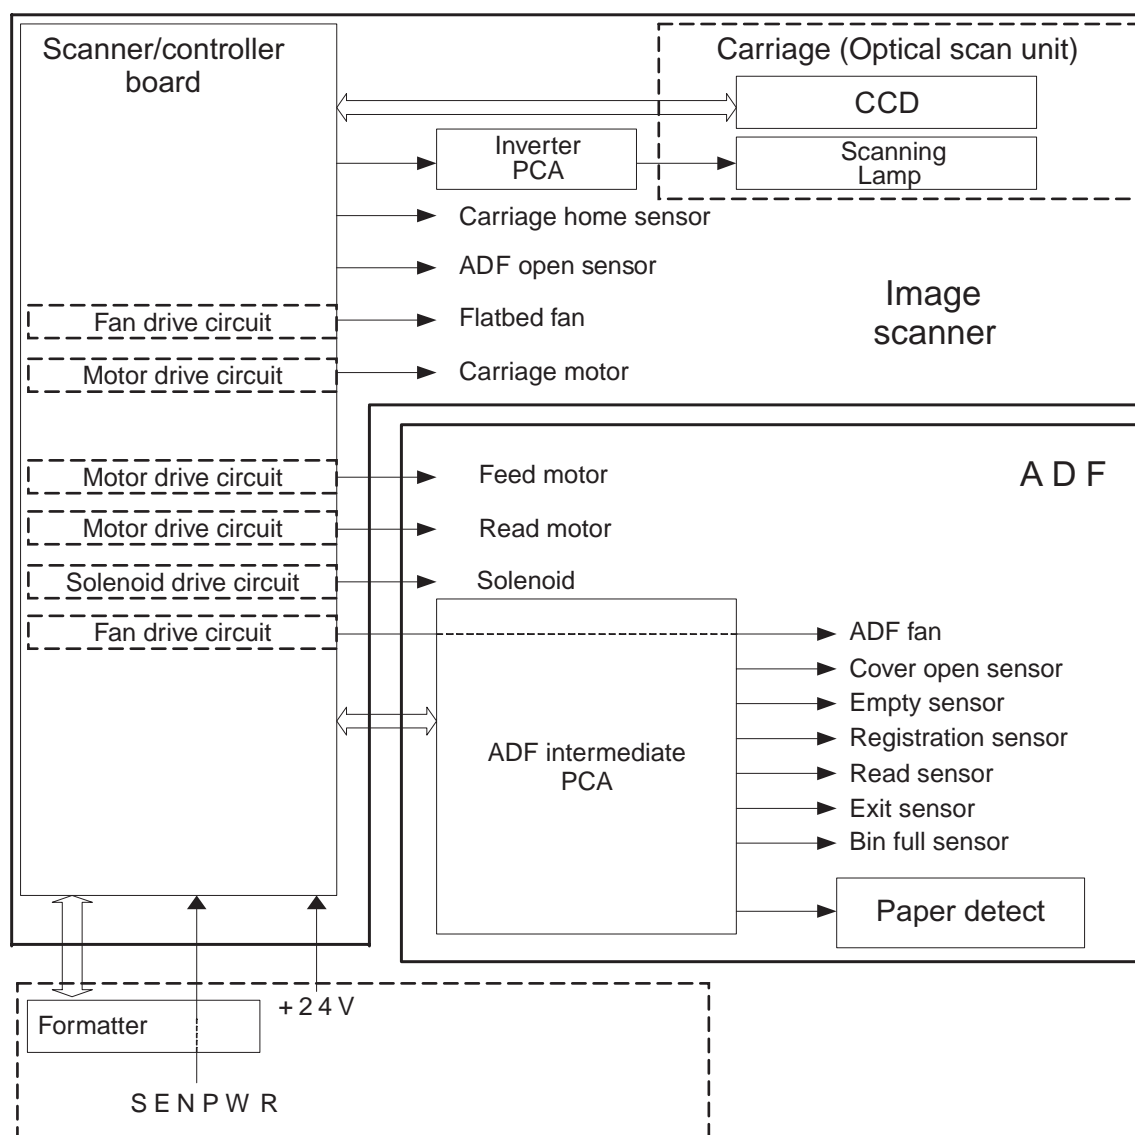 Scanner/controller
board
Carriage (Optical scan unit)
CCD
Inverter
PCA
Scanning
Lamp
Carriage home sensor
ADF open sensor
Image
scanner
Fan drive circuit
Flatbed fan
Motor drive circuit
Carriage motor
ADF
Motor drive circuit
Feed motor
Motor drive circuit
Read motor
Solenoid drive circuit
Solenoid
Fan drive circuit
ADF fan
Cover open sensor
Empty sensor
Registration sensor
Read sensor
Exit sensor
Bin full sensor
ADF intermediate
PCA
Paper detect
+24V
Formatter
SENPWR